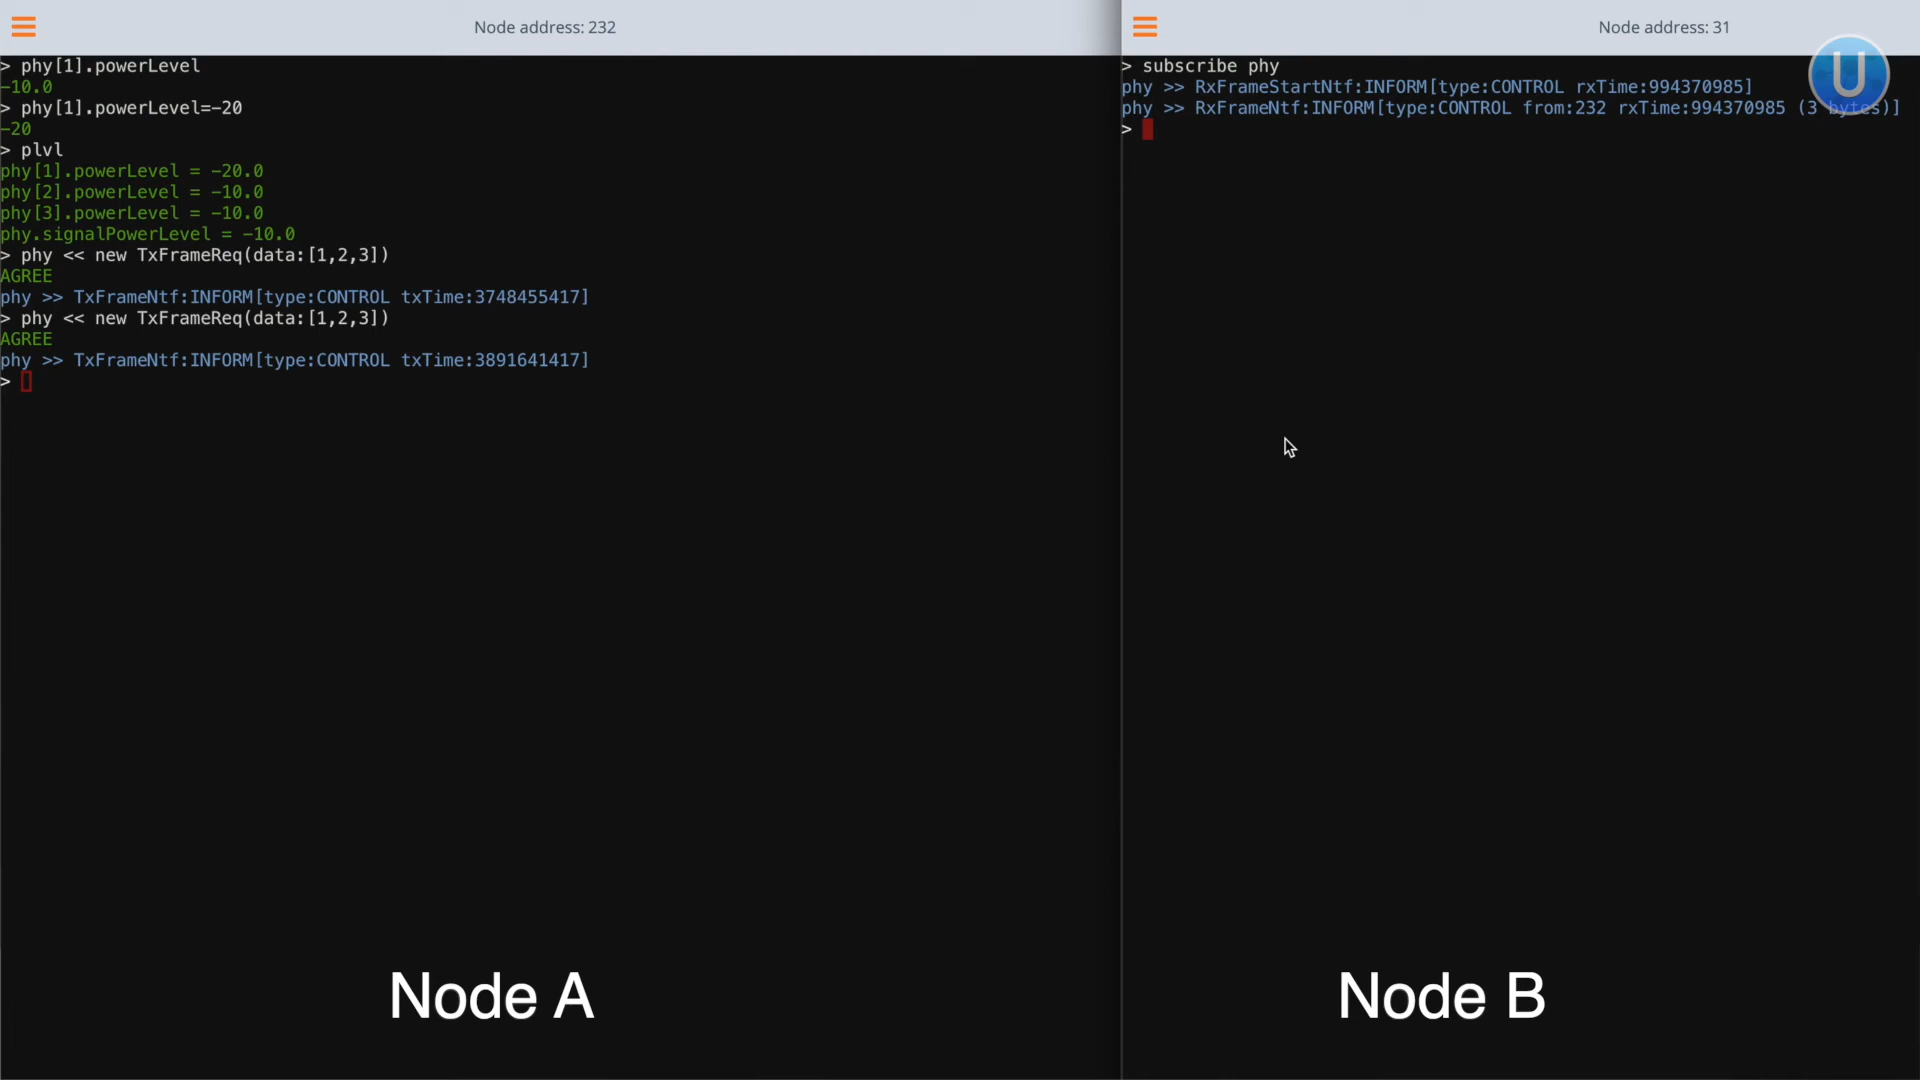 Node address: 232
> phy[1].powerLevel
-10.0
> phy[1].powerLevel=-20
-20
> plvl
phy[1].powerLevel = -20.0
phy[2].powerLevel = -10.0
phy[3].powerLevel = -10.0
phy.signalPowerLevel = -10.0
> phy << new TxFrameReq(data:[1,2,3])
AGREE
phy >> TxFrameNtf:INFORM[type:CONTROL txTime:3748455417]
> phy << new TxFrameReq(data:[1,2,3])
AGREE
phy >> TxFrameNtf:INFORM[type:CONTROL txTime:3891641417]
>
Node A
Node address: 31
U
> subscribe phy
phy >> RxFrameStartNtf:INFORM[type:CONTROL rxTime:994370985]
phy >> RxFrameNtf:INFORM[type:CONTROL from:232 rxTime:994370985 (3 bytes)]
>
Node B